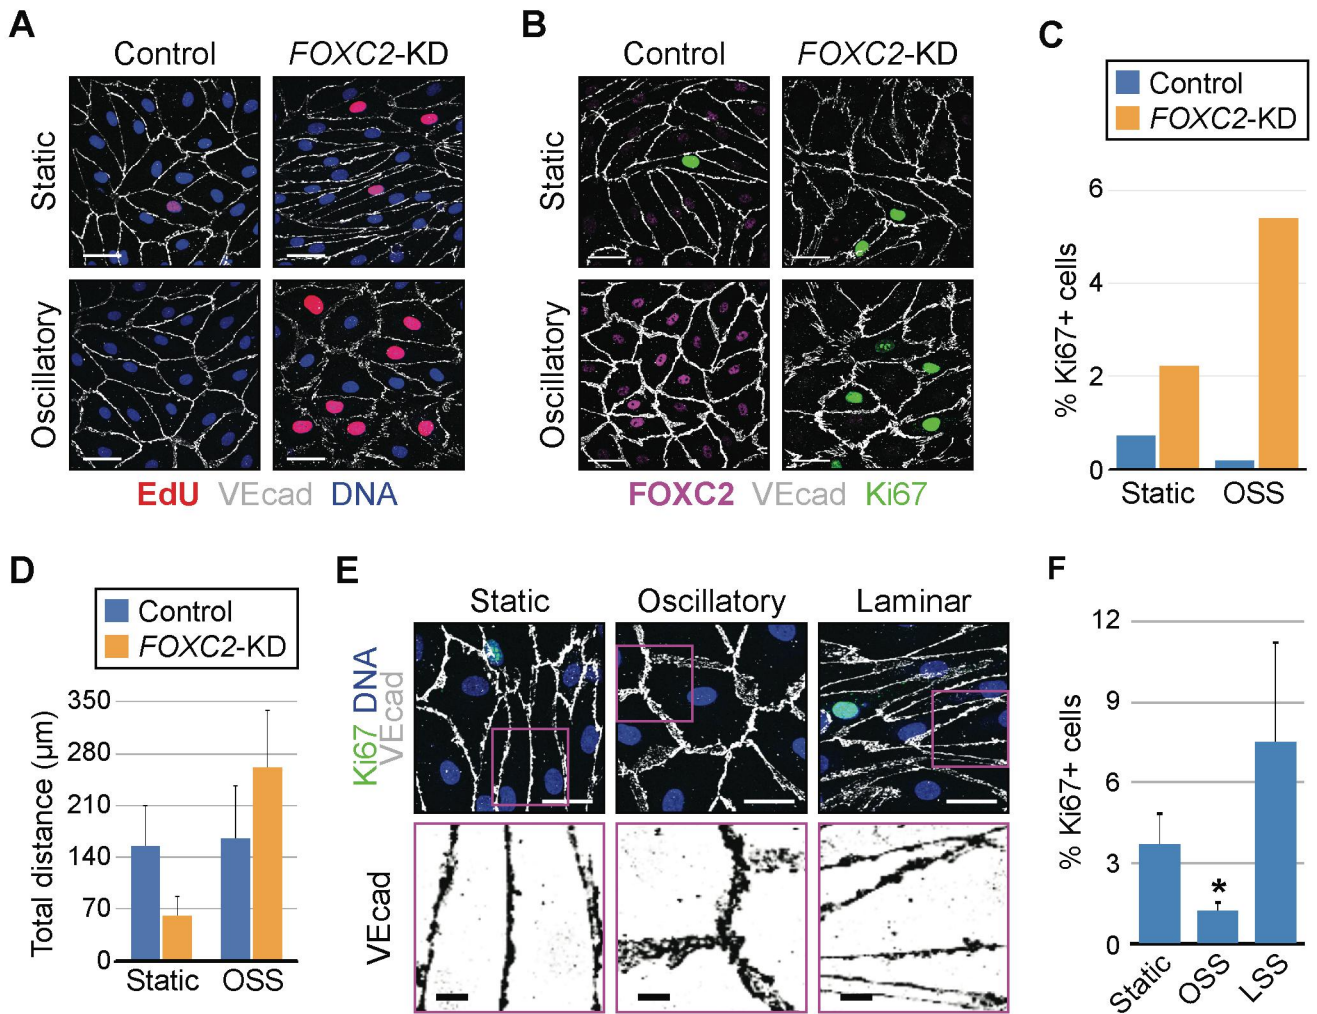 A
Control FOXC2-KD
Static
Oscillatory
EdU VEcad DNA
B
Control FOXC2-KD
Static
Oscillatory
FOXC2 VEcad Ki67
C
Control
FOXC2-KD
% Ki67+ cells
6
4
2
0
Static OSS
D
Control
FOXC2-KD
Total distance (µm)
350
280
210
140
70
0
Static OSS
E
Static Oscillatory Laminar
Ki67 DNA
VEcad
VEcad
F
% Ki67+ cells
12
9
6
3
0
*
Static
OSS
LSS